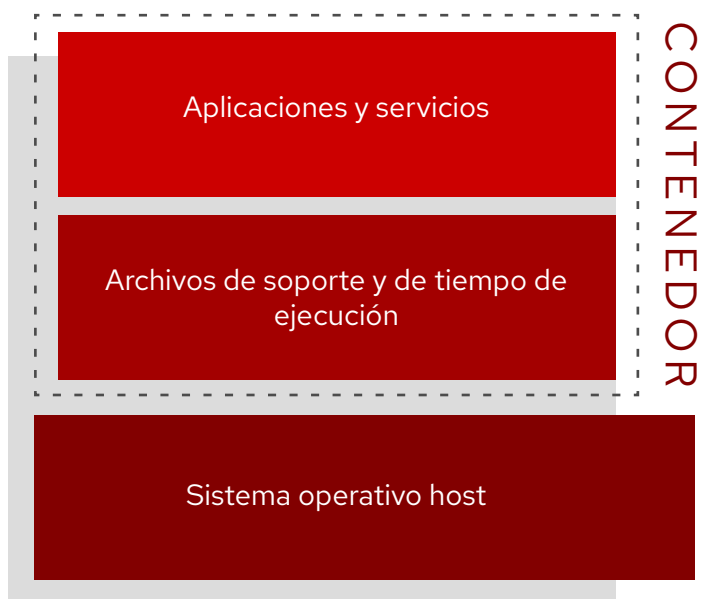 Aplicaciones y servicios
Archivos de soporte y de tiempo de
ejecución
Sistema operativo host
CONTENEDOR